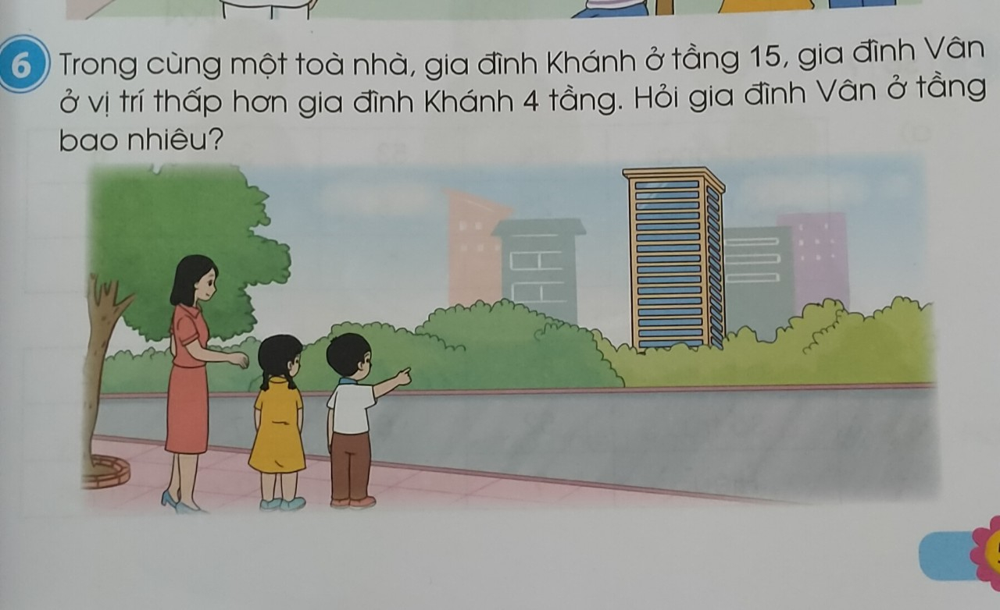 6 Trong cùng một toà nhà, gia đình Khánh ở tầng 15, gia đình Vân
ở vị trí thấp hơn gia đình Khánh 4 tầng. Hỏi gia đình Vân ở tầng
bao nhiêu?